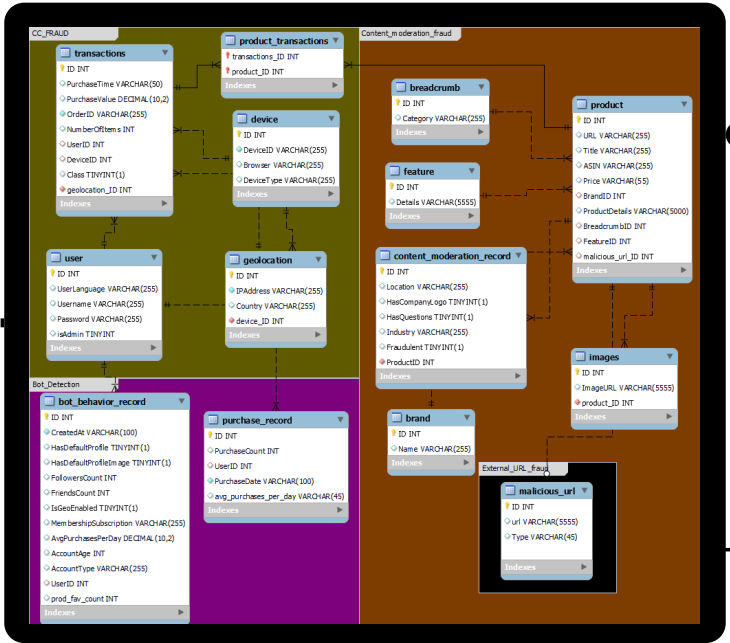 CC_FRAUD
transactions
ID INT
PurchaseTime VARCHAR(50)
PurchaseValue DECIMAL(10,2)
OrderID VARCHAR(255)
NumberOfItems INT
UserID INT
DeviceID INT
Class TINYINT(1)
geolocation_ID INT
Indexes
product_transactions
transactions_ID INT
product_ID INT
Indexes
device
ID INT
DeviceID VARCHAR(255)
Browser VARCHAR(255)
DeviceType VARCHAR(255)
Indexes
user
ID INT
UserLanguage VARCHAR(255)
Username VARCHAR(255)
Password VARCHAR(255)
isAdmin TINYINT
Indexes
geolocation
ID INT
IPAddress VARCHAR(255)
Country VARCHAR(255)
device_ID INT
Indexes
Bot_Detection
bot_behavior_record
ID INT
CreatedAt VARCHAR(100)
HasDefaultProfile TINYINT(1)
HasDefaultProfileImage TINYINT(1)
FollowersCount INT
FriendsCount INT
IsGeoEnabled TINYINT(1)
MembershipSubscription VARCHAR(255)
AvgPurchasesPerDay DECIMAL(10,2)
AccountAge INT
AccountType VARCHAR(255)
UserID INT
prod_fav_count INT
Indexes
purchase_record
ID INT
PurchaseCount INT
UserID INT
PurchaseDate VARCHAR(100)
avg_purchases_per_day VARCHAR(45)
Indexes
Content_moderation_fraud
breadcrumb
ID INT
Category VARCHAR(255)
Indexes
feature
ID INT
Details VARCHAR(5555)
Indexes
product
ID INT
URL VARCHAR(255)
Title VARCHAR(255)
ASIN VARCHAR(255)
Price VARCHAR(55)
BrandID INT
ProductDetails VARCHAR(5000)
BreadcrumbID INT
FeatureID INT
malicious_url_ID INT
Indexes
content_moderation_record
ID INT
Location VARCHAR(255)
HasCompanyLogo TINYINT(1)
HasQuestions TINYINT(1)
Industry VARCHAR(255)
Fraudulent TINYINT(1)
ProductID INT
Indexes
images
ID INT
ImageURL VARCHAR(5555)
product_ID INT
Indexes
brand
ID INT
Name VARCHAR(255)
Indexes
External_URL_fraud
malicious_url
ID INT
url VARCHAR(5555)
Type VARCHAR(45)
Indexes